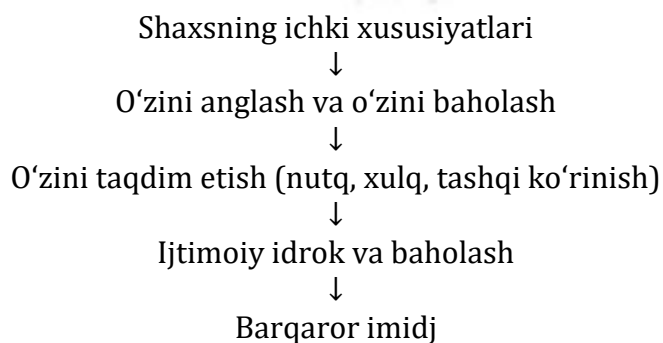 Shaxsning ichki xususiyatlari
↓
O‘zini anglash va o‘zini baholash
↓
O‘zini taqdim etish (nutq, xulq, tashqi ko‘rinish)
↓
Ijtimoiy idrok va baholash
↓
Barqaror imidj